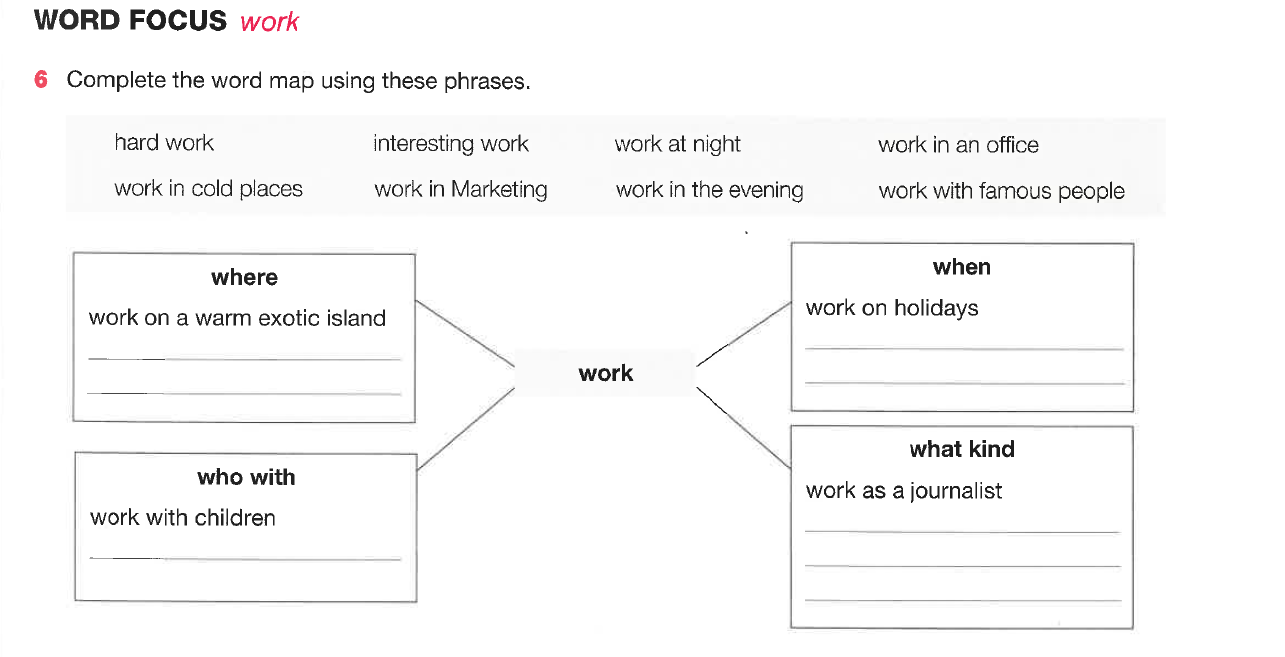 WORD FOCUS work
6 Complete the word map using these phrases.
hard work interesting work work at night work in an office
work in cold places work in Marketing work in the evening work with famous people
where
work on a warm exotic island
when
work on holidays
work
who with
work with children
what kind
work as a journalist